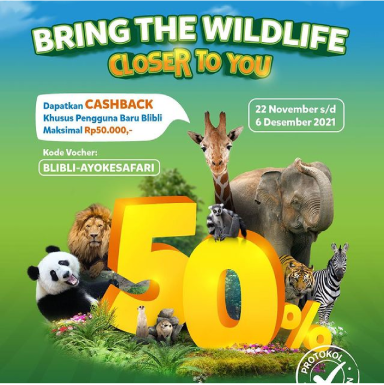 BRING THE WILDLIFE
CLOSER TO YOU
Dapatkan CASHBACK
Khusus Pengguna Baru Blibli
Maksimal Rp50.000,-
22 November s/d
6 Desember 2021
Kode Vocher:
BLIBLI-AYOKESAFARI
50%
PROTOKOL